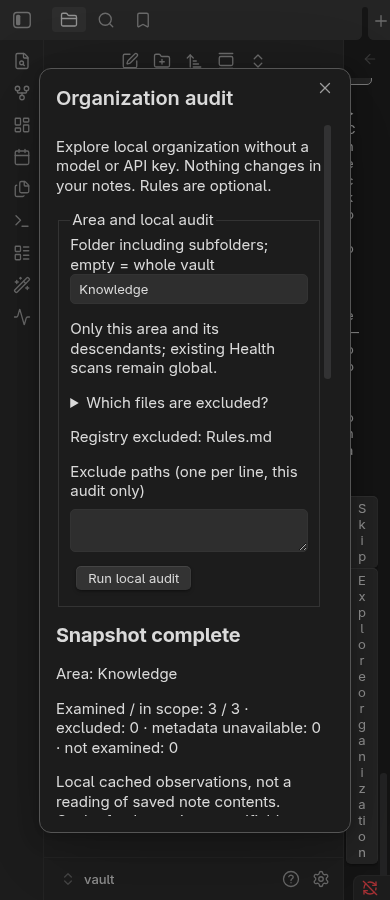 Organization audit
Explore local organization without a
model or API key. Nothing changes in
your notes. Rules are optional.
Area and local audit
Folder including subfolders;
empty = whole vault
Knowledge
Only this area and its
descendants; existing Health
scans remain global.
Which files are excluded?
Registry excluded: Rules.md
Exclude paths (one per line, this
audit only)
Run local audit
Snapshot complete
Area: Knowledge
Examined / in scope: 3 / 3 ·
excluded: 0 · metadata unavailable: 0
· not examined: 0
Local cached observations, not a
reading of saved note contents.
Skip
Explore organization
vault